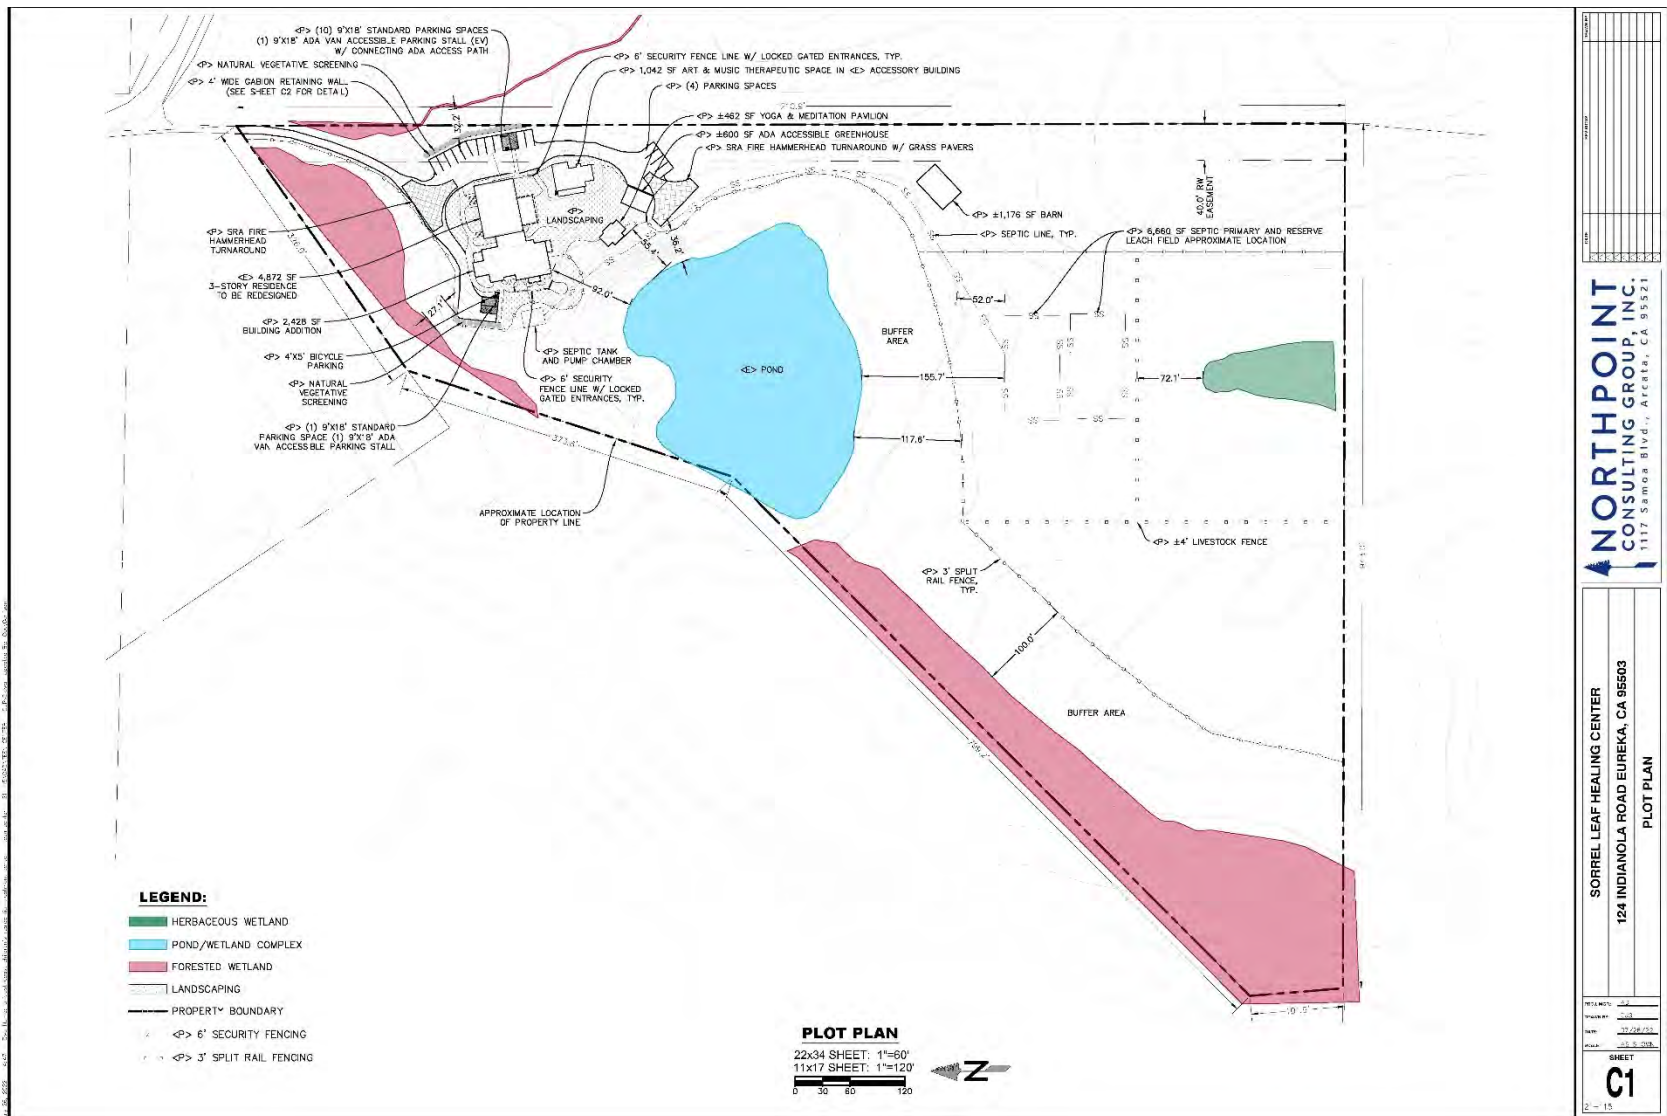 <P> (10) 9'X18' STANDARD PARKING SPACES
(1) 9'X18' ADA VAN ACCESSIBLE PARKING STALL (EV)
W/ CONNECTING ADA ACCESS PATH
<P> NATURAL VEGETATIVE SCREENING
<P> 4' WIDE GABION RETAINING WALL
(SEE SHEET C2 FOR DETAIL)
<P> 6' SECURITY FENCE LINE W/ LOCKED GATED ENTRANCES, TYP.
<P> 1,042 SF ART & MUSIC THERAPEUTIC SPACE IN <E> ACCESSORY BUILDING
<P> (4) PARKING SPACES
<P> ±462 SF YOGA & MEDITATION PAVILION
<P> ±600 SF ADA ACCESSIBLE GREENHOUSE
<P> SRA FIRE HAMMERHEAD TURNAROUND W/ GRASS PAVERS
32.2'
40.0' RW
EASEMENT
<P>
LANDSCAPING
<P> ±1,176 SF BARN
<P> SEPTIC LINE, TYP.
<P> 6,660 SF SEPTIC PRIMARY AND RESERVE
LEACH FIELD APPROXIMATE LOCATION
<P> SRA FIRE
HAMMERHEAD
TURNAROUND
55.4'
36.2'
<E> 4,872 SF
3-STORY RESIDENCE
TO BE REDESIGNED
92.0'
27.1'
52.0'
<P> 2,428 SF
BUILDING ADDITION
BUFFER
AREA
<P> 4'X5' BICYCLE
PARKING
<P> SEPTIC TANK
AND PUMP CHAMBER
<E> POND
155.7'
72.1'
<P> NATURAL
VEGETATIVE
SCREENING
<P> 6' SECURITY
FENCE LINE W/ LOCKED
GATED ENTRANCES, TYP.
<P> (1) 9'X18' STANDARD
PARKING SPACE (1) 9'X18' ADA
VAN ACCESSIBLE PARKING STALL
117.6'
APPROXIMATE LOCATION
OF PROPERTY LINE
<P> ±4' LIVESTOCK FENCE
<P> 3' SPLIT
RAIL FENCE,
TYP.
100.0'
BUFFER AREA
LEGEND:
HERBACEOUS WETLAND
POND/WETLAND COMPLEX
FORESTED WETLAND
LANDSCAPING
PROPERTY BOUNDARY
<P> 6' SECURITY FENCING
<P> 3' SPLIT RAIL FENCING
PLOT PLAN
22x34 SHEET: 1"=60'
11x17 SHEET: 1"=120'
0 30 60 120
N
NORTHPOINT
CONSULTING GROUP, INC.
1117 Samoa Blvd., Arcata, CA 95521
SORREL LEAF HEALING CENTER
124 INDIANOLA ROAD EUREKA, CA 95503
PLOT PLAN
SHEET
C1